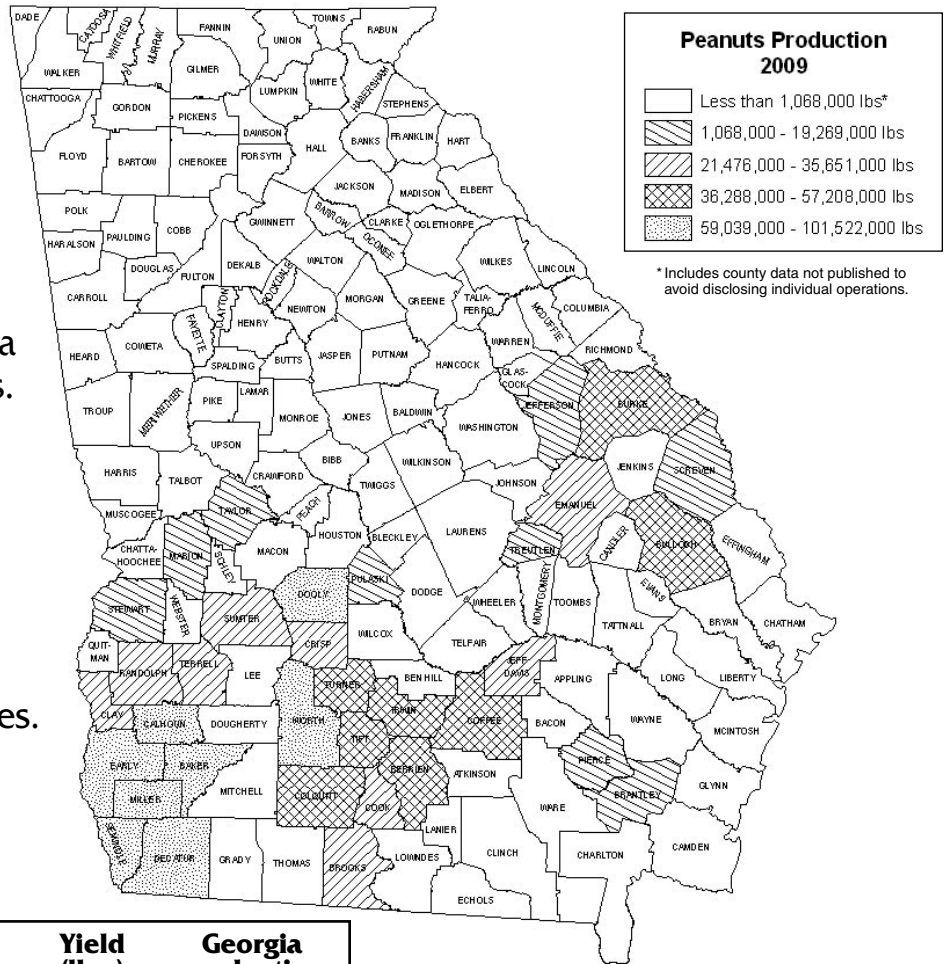 Peanuts Production
2009
Less than 1,068,000 lbs*
1,068,000 - 19,269,000 lbs
21,476,000 - 35,651,000 lbs
36,288,000 - 57,208,000 lbs
59,039,000 - 101,522,000 lbs
* Includes county data not published to
avoid disclosing individual operations.
DADE
CATOOSA
WHITFIELD
MURRAY
FANNIN
UNION
TOWNS
RABUN
WALKER
GILMER
LUMPKIN
WHITE
HABERSHAM
STEPHENS
CHATTOOGA
GORDON
PICKENS
DAWSON
HALL
BANKS
FRANKLIN
HART
FLOYD
BARTOW
CHEROKEE
FORSYTH
JACKSON
MADISON
ELBERT
POLK
PAULDING
COBB
GWINNETT
BARROW
CLARKE
OGLETHORPE
OCONEE
HARALSON
DOUGLAS
FULTON
DEKALB
ROCKDALE
WALTON
WILKES
LINCOLN
CARROLL
CLAYTON
HENRY
NEWTON
MORGAN
GREENE
TALIA-
FERRO
MCDUFFIE
COLUMBIA
HEARD
COWETA
FAYETTE
SPALDING
BUTTS
JASPER
PUTNAM
HANCOCK
WARREN
RICHMOND
GLAS-
COCK
TROUP
MERIWETHER
PIKE
LAMAR
MONROE
JONES
BALDWIN
WASHINGTON
JEFFERSON
BURKE
UPSON
HARRIS
TALBOT
CRAWFORD
BIBB
TWIGGS
WILKINSON
JOHNSON
JENKINS
SCREVEN
MUSCOGEE
TAYLOR
PEACH
HOUSTON
BLECKLEY
LAURENS
EMANUEL
CHATTA-
HOOCHEE
MARION
SCHLEY
MACON
PULASKI
TREUTLEN
CANDLER
BULLOCH
EFFINGHAM
STEWART
WEBSTER
SUMTER
DOOLY
DODGE
WHEELER
MONTGOMERY
TOOMBS
EVANS
TATTNALL
BRYAN
CHATHAM
QUIT-
MAN
RANDOLPH
TERRELL
LEE
CRISP
WILCOX
TELFAIR
JEFF
DAVIS
APPLING
LONG
LIBERTY
CLAY
CALHOUN
DOUGHERTY
WORTH
TURNER
BEN HILL
IRWIN
COFFEE
BACON
WAYNE
MCINTOSH
EARLY
BAKER
MILLER
MITCHELL
TIFT
BERRIEN
ATKINSON
PIERCE
BRANTLEY
GLYNN
COLQUITT
COOK
WARE
SEMINOLE
DECATUR
GRADY
THOMAS
BROOKS
LANIER
LOWNDES
CLINCH
ECHOLS
CHARLTON
CAMDEN
a
s.
es.
Yield
Georgia